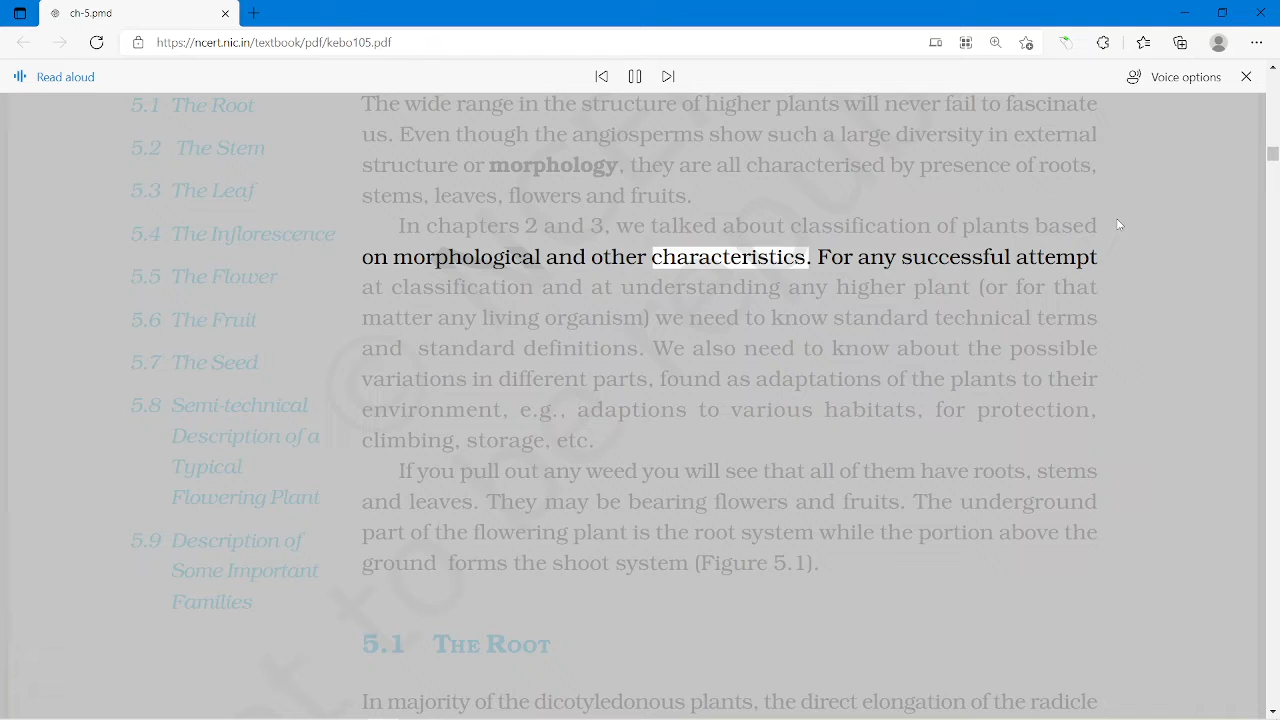 ch-5.pmd
https://ncert.nic.in/textbook/pdf/kebo105.pdf
Read aloud
Voice options
5.1 The Root
5.2 The Stem
5.3 The Leaf
5.4 The Inflorescence
5.5 The Flower
5.6 The Fruit
5.7 The Seed
5.8 Semi-technical
Description of a
Typical
Flowering Plant
5.9 Description of
Some Important
Families
The wide range in the structure of higher plants will never fail to fascinate
us. Even though the angiosperms show such a large diversity in external
structure or morphology, they are all characterised by presence of roots,
stems, leaves, flowers and fruits.
In chapters 2 and 3, we talked about classification of plants based
on morphological and other characteristics. For any successful attempt
at classification and at understanding any higher plant (or for that
matter any living organism) we need to know standard technical terms
and standard definitions. We also need to know about the possible
variations in different parts, found as adaptations of the plants to their
environment, e.g., adaptions to various habitats, for protection,
climbing, storage, etc.
If you pull out any weed you will see that all of them have roots, stems
and leaves. They may be bearing flowers and fruits. The underground
part of the flowering plant is the root system while the portion above the
ground forms the shoot system (Figure 5.1).
5.1 The Root
In majority of the dicotyledonous plants, the direct elongation of the radicle